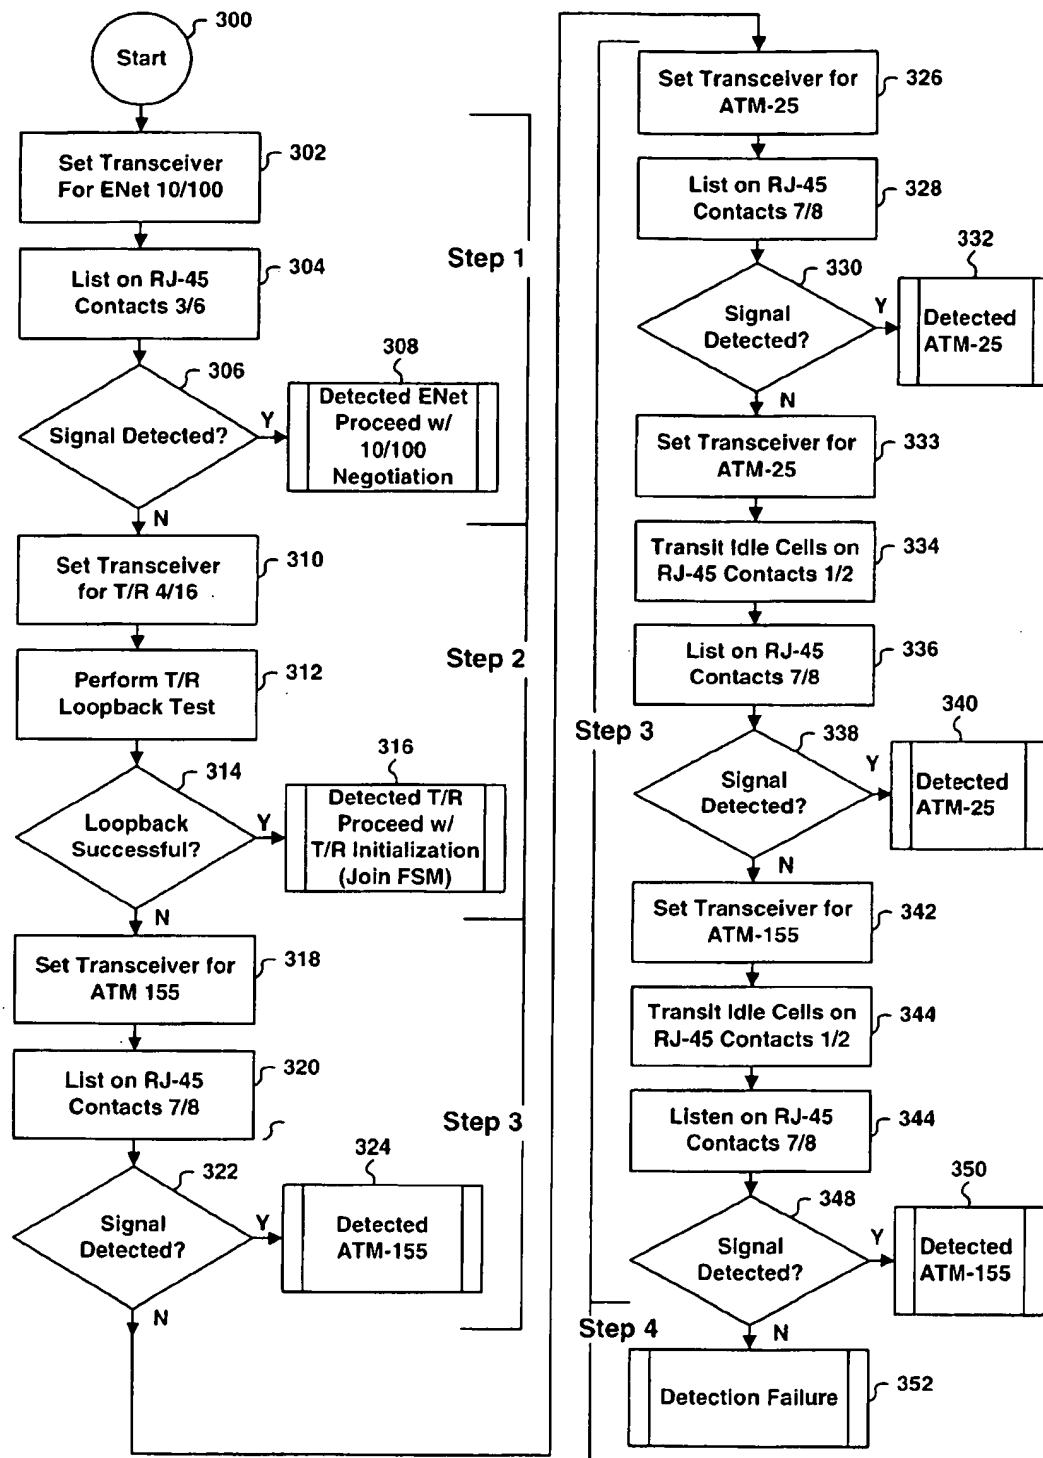 300
Start
302
Set Transceiver
For ENet 10/100
304
List on RJ-45
Contacts 3/6
Step 1
306
Signal Detected?
Y
N
308
Detected ENet
Proceed w/
10/100
Negotiation
310
Set Transceiver
for T/R 4/16
312
Perform T/R
Loopback Test
Step 2
314
Loopback
Successful?
Y
N
316
Detected T/R
Proceed w/
T/R Initialization
(Join FSM)
318
Set Transceiver for
ATM 155
320
List on RJ-45
Contacts 7/8
Step 3
322
Signal
Detected?
Y
N
324
Detected
ATM-155
326
Set Transceiver for
ATM-25
328
List on RJ-45
Contacts 7/8
330
Signal
Detected?
Y
N
332
Detected
ATM-25
333
Set Transceiver for
ATM-25
334
Transit Idle Cells on
RJ-45 Contacts 1/2
336
List on RJ-45
Contacts 7/8
Step 3
338
Signal
Detected?
Y
N
340
Detected
ATM-25
342
Set Transceiver for
ATM-155
344
Transit Idle Cells on
RJ-45 Contacts 1/2
344
Listen on RJ-45
Contacts 7/8
348
Signal
Detected?
Y
N
350
Detected
ATM-155
Step 4
352
Detection Failure